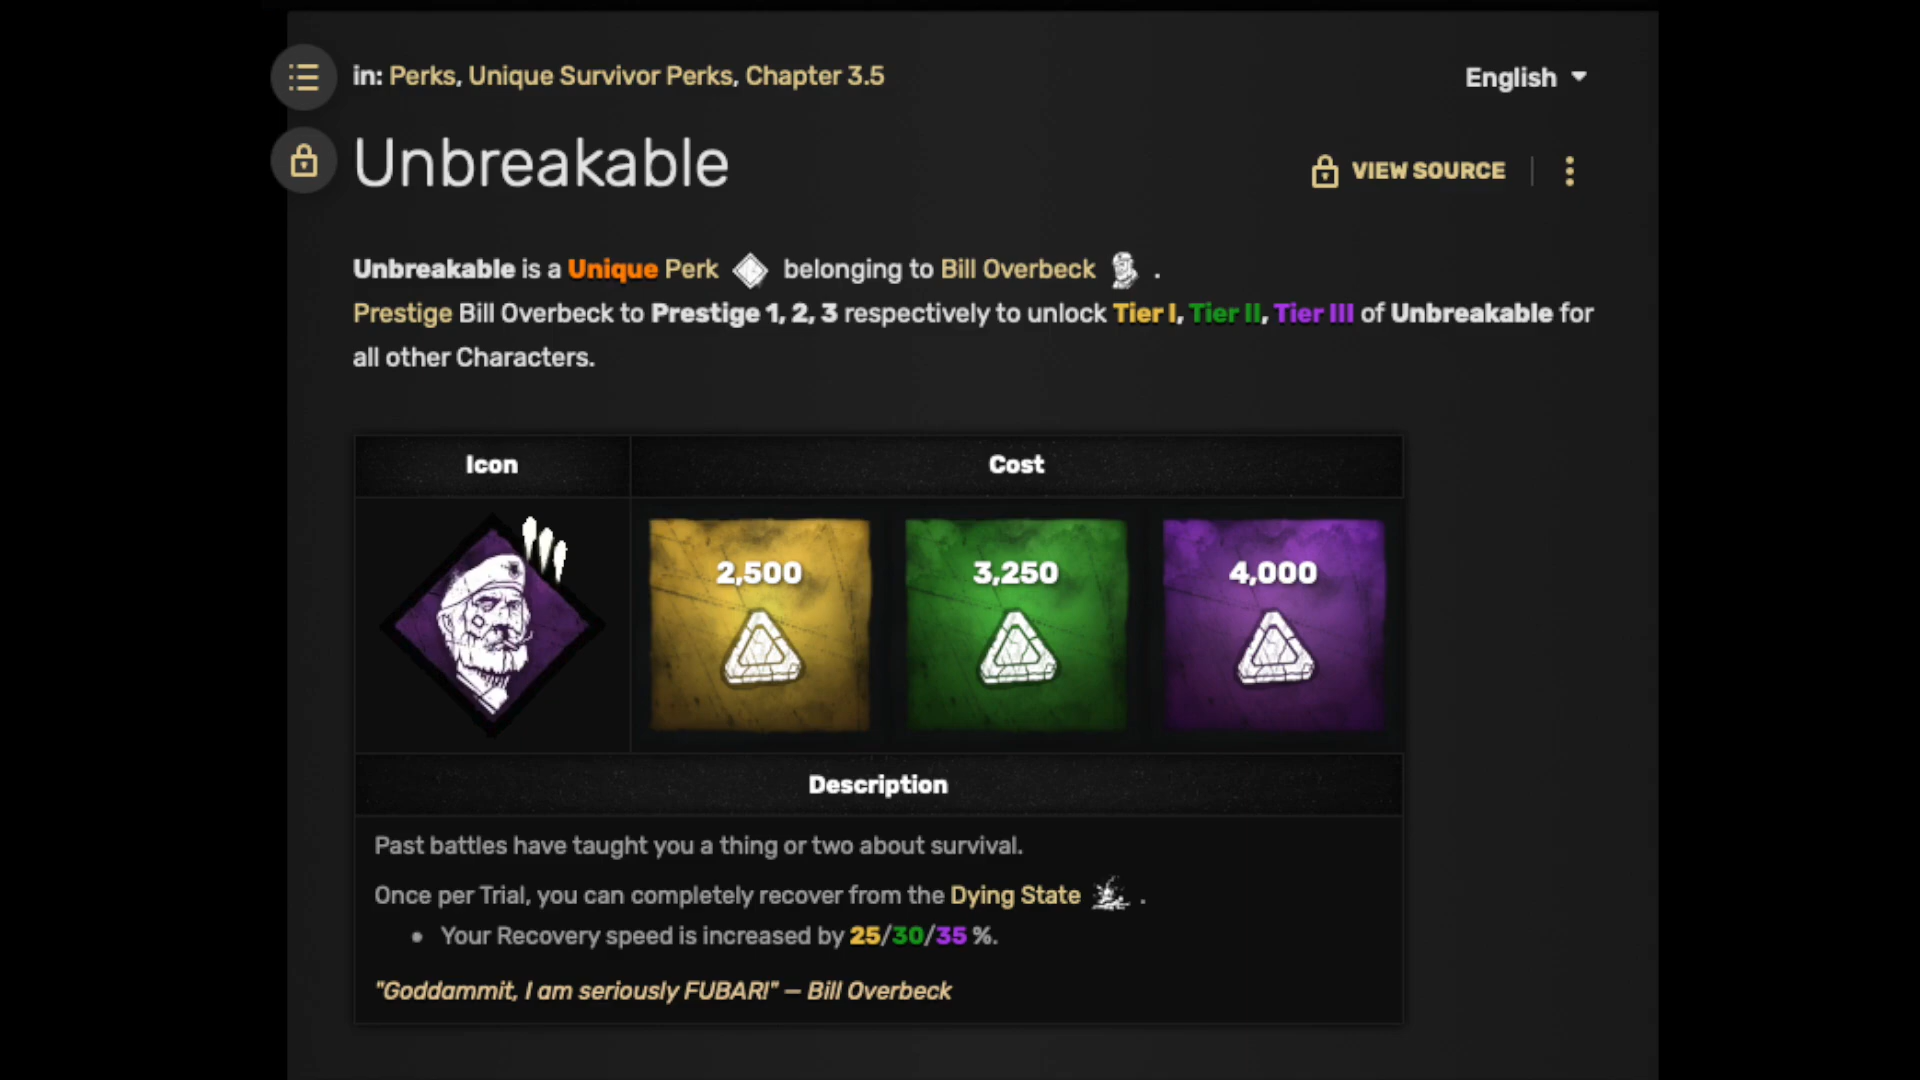 in: Perks, Unique Survivor Perks, Chapter 3.5
English
Unbreakable
VIEW SOURCE
Unbreakable is a Unique Perk belonging to Bill Overbeck .
Prestige Bill Overbeck to Prestige 1, 2, 3 respectively to unlock Tier I, Tier II, Tier III of Unbreakable for
all other Characters.
Icon
Cost
2,500
3,250
4,000
Description
Past battles have taught you a thing or two about survival.
Once per Trial, you can completely recover from the Dying State .
• Your Recovery speed is increased by 25/30/35 %.
"Goddammit, I am seriously FUBAR!" — Bill Overbeck